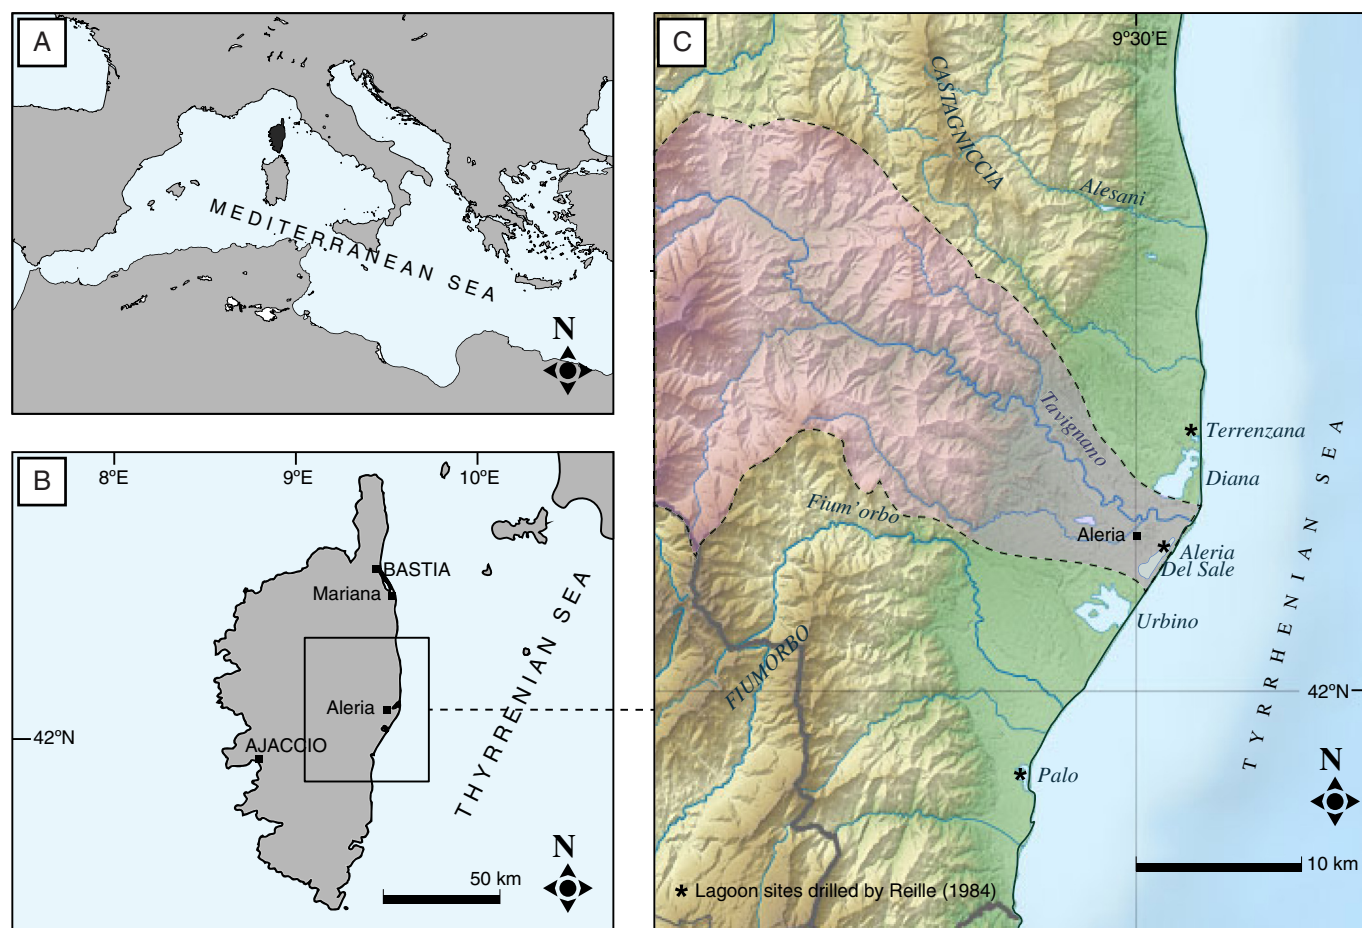 A
MEDITERRANEAN SEA
N
B
8ºE
9ºE
10ºE
BASTIA
Mariana
Aleria
42ºN
AJACCIO
THYRRENIAN SEA
50 km
N
C
9º30'E
CASTAGNICCIA
Alesani
Tavignano
Terrenzana
Diana
Fium'orbo
Aleria
Aleria
Del Sale
Urbino
FIUMORBO
TYRRHENIAN SEA
42ºN
Palo
N
10 km
* Lagoon sites drilled by Reille (1984)